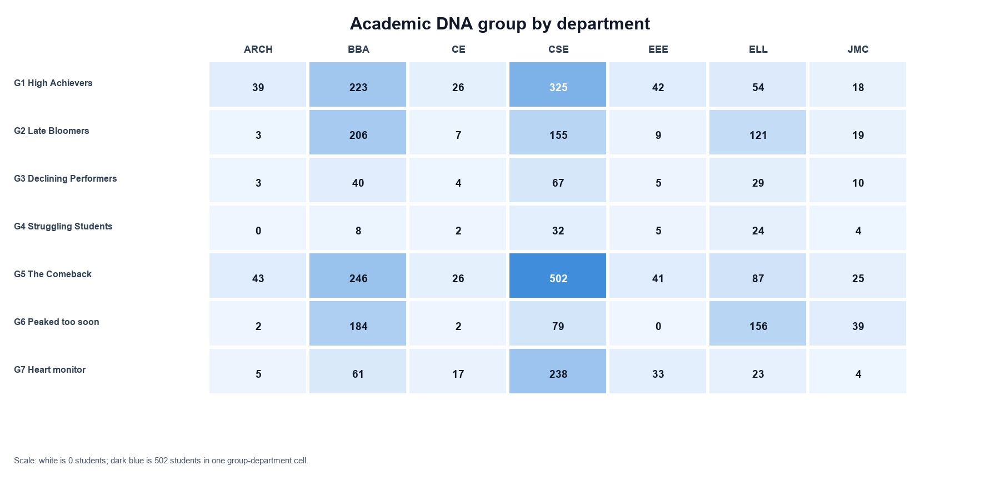 Academic DNA group by department
ARCH BBA CE CSE EEE ELL JMC
G1 High Achievers 39 223 26 325 42 54 18
G2 Late Bloomers 3 206 7 155 9 121 19
G3 Declining Performers 3 40 4 67 5 29 10
G4 Struggling Students 0 8 2 32 5 24 4
G5 The Comeback 43 246 26 502 41 87 25
G6 Peaked too soon 2 184 2 79 0 156 39
G7 Heart monitor 5 61 17 238 33 23 4
Scale: white is 0 students; dark blue is 502 students in one group-department cell.